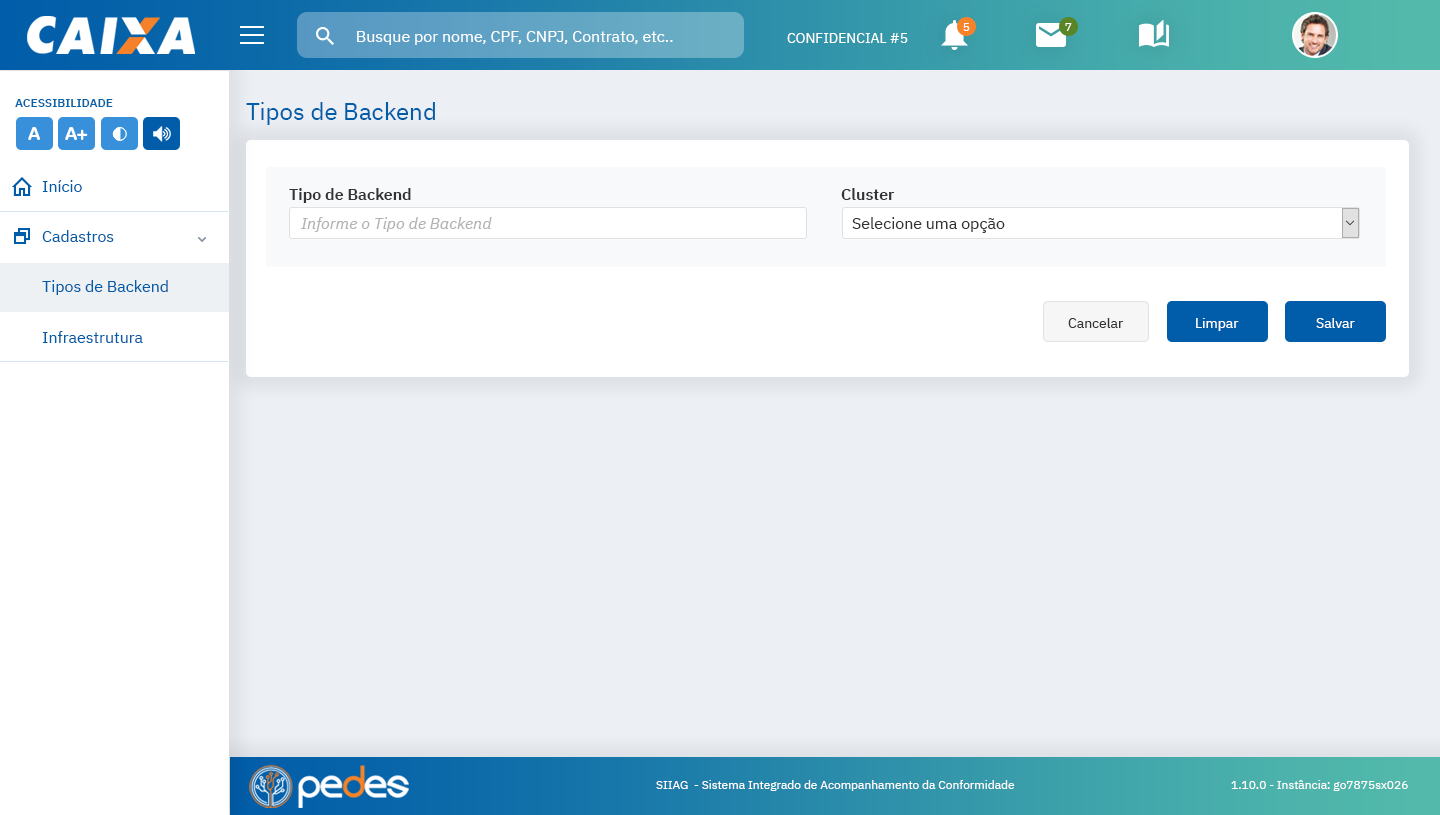 CAIXA
Busque por nome, CPF, CNPJ, Contrato, etc..
CONFIDENCIAL #5
5
7
ACESSIBILIDADE
A A+
Início
Cadastros
Tipos de Backend
Infraestrutura
Tipos de Backend
Tipo de Backend
Informe o Tipo de Backend
Cluster
Selecione uma opção
Cancelar
Limpar
Salvar
pedes
SIIAG - Sistema Integrado de Acompanhamento da Conformidade
1.10.0 - Instância: go7875sx026